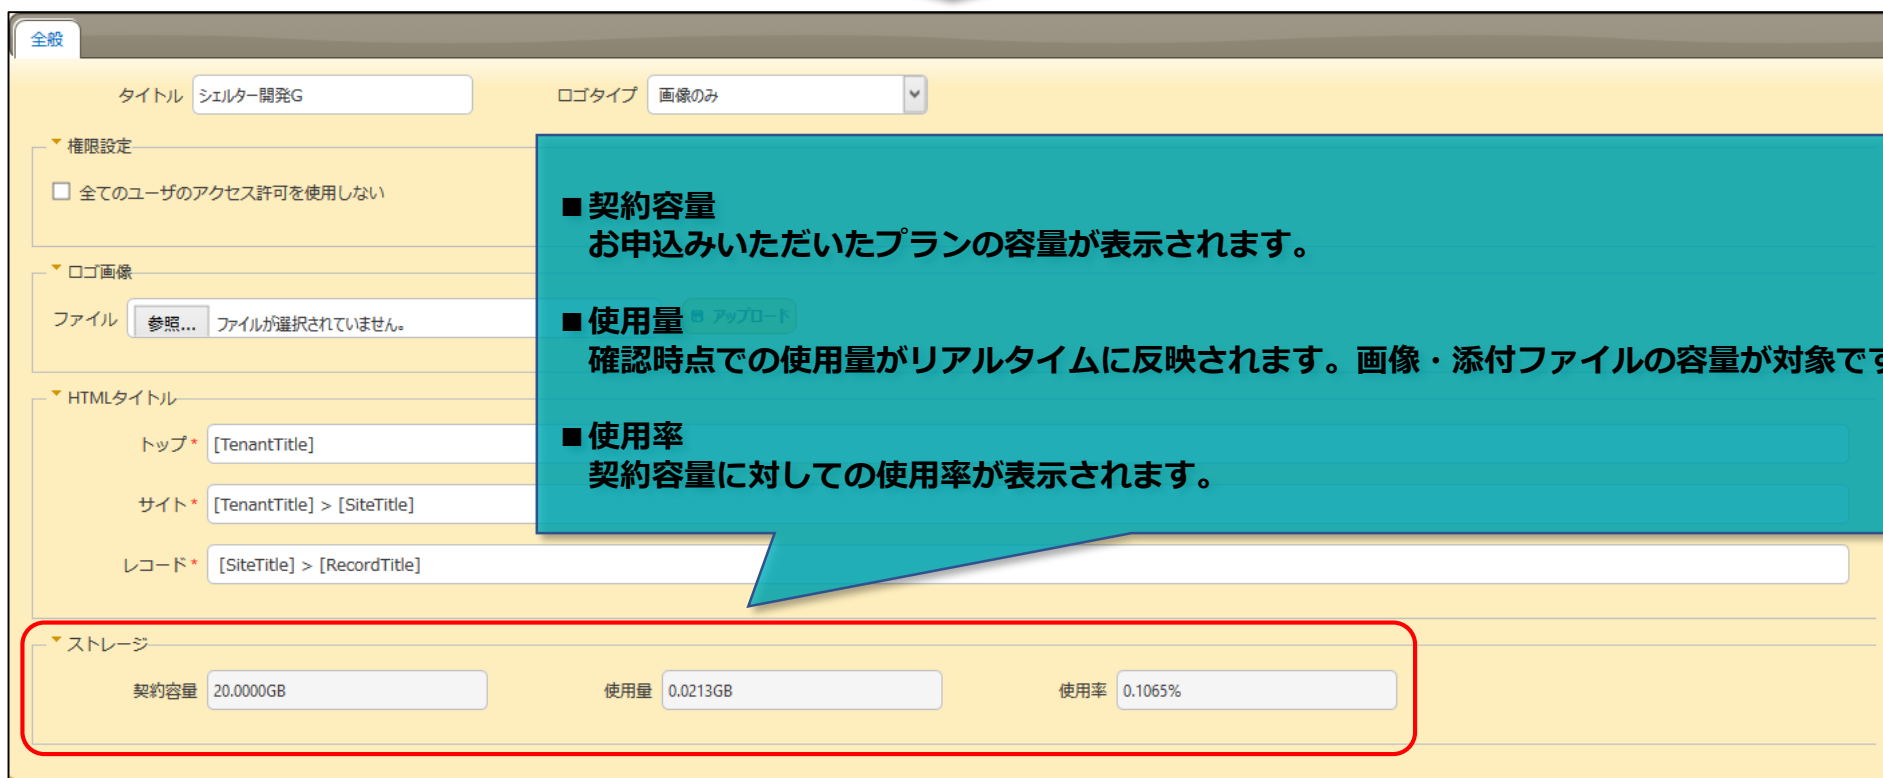 全般
タイトル シェルター開発G ロゴタイプ 画像のみ
権限設定
全てのユーザのアクセス許可を使用しない
■契約容量
お申込みいただいたプランの容量が表示されます。
ロゴ画像
ファイル 参照... ファイルが選択されていません。 アップロード
■使用量
確認時点での使用量がリアルタイムに反映されます。画像・添付ファイルの容量が対象です
HTMLタイトル
トップ* [TenantTitle]
■使用率
契約容量に対しての使用率が表示されます。
サイト* [TenantTitle] > [SiteTitle]
レコード* [SiteTitle] > [RecordTitle]
ストレージ
契約容量 20.0000GB 使用量 0.0213GB 使用率 0.1065%